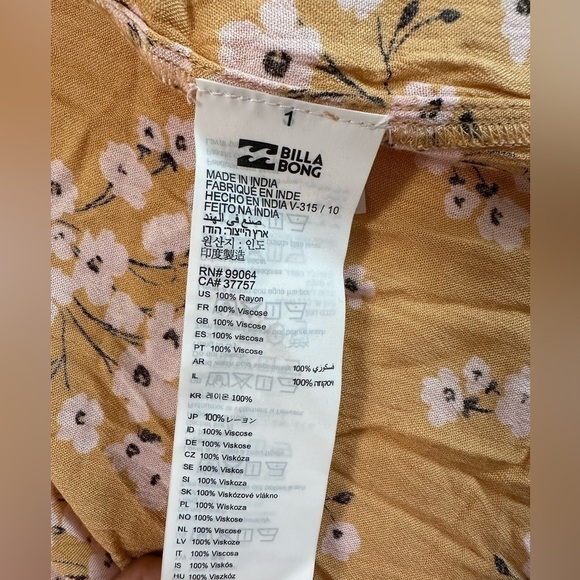 1
BILLA
BONG
MADE IN INDIA
FABRIQUE EN INDE
HECHO EN INDIA V-315 / 10
FEITO NA INDIA
صنع في الهند
ארץ הייצור: הודו
원산지 : 인도
印度製造
RN# 99064
CA# 37757
US 100% Rayon
FR 100% Viscose
GB 100% Viscose
ES 100% viscosa
PT 100% Viscose
AR 100% فسكوزي
IL 100% ויסקוזה
KR 레이온 100%
JP 100% レーヨン
ID 100% Viscose
DE 100% Viskose
CZ 100% Viskóza
SE 100% Viskos
SI 100% Viskoza
SK 100% Viskózové vlákno
PL 100% Wiskoza
NO 100% Viskose
NL 100% Viscose
LV 100% Viskoze
IT 100% Viscosa
IS 100% Viskose
HU 100% Viszkóz